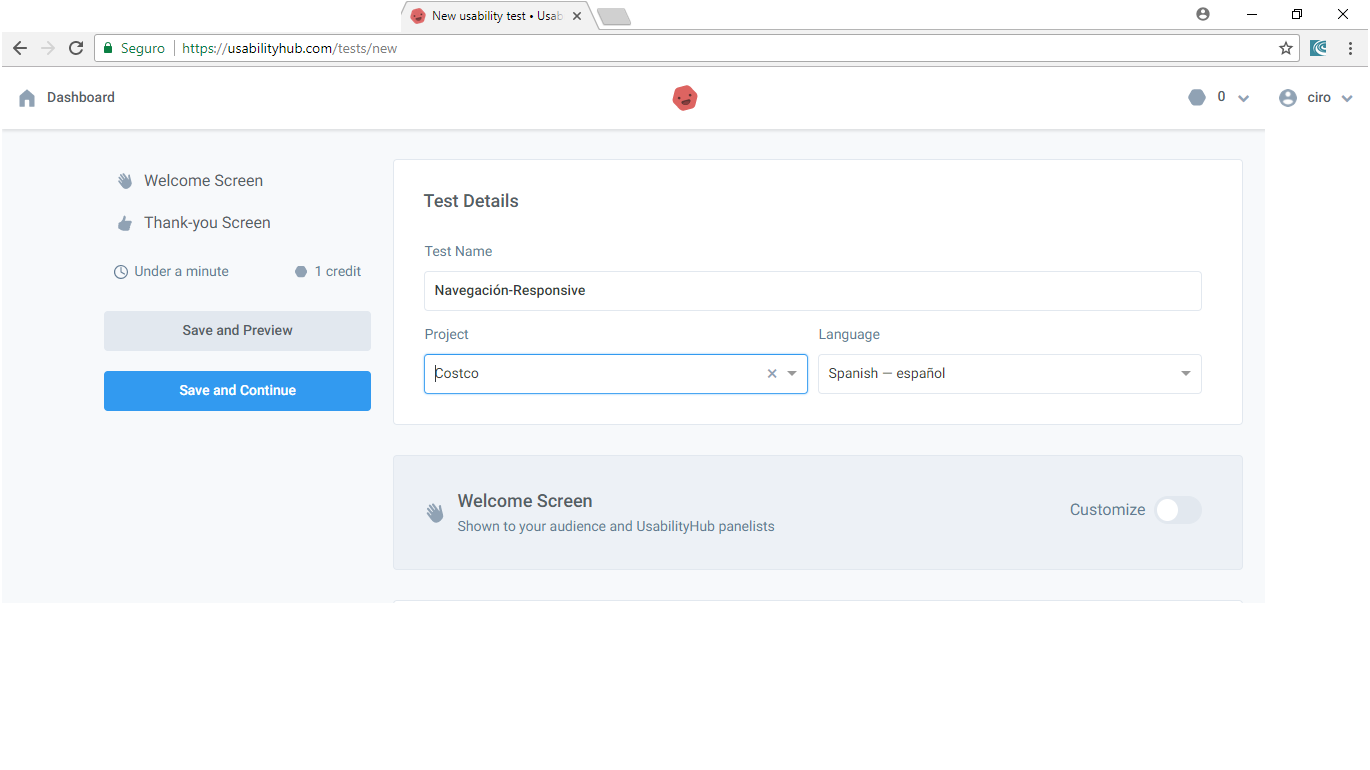 New usability test • Usab
Seguro https://usabilityhub.com/tests/new
Dashboard 0 ciro
Welcome Screen
Thank-you Screen
Under a minute 1 credit
Save and Preview
Save and Continue
Test Details
Test Name
Navegación-Responsive
Project Language
Costco Spanish — español
Welcome Screen
Shown to your audience and UsabilityHub panelists
Customize